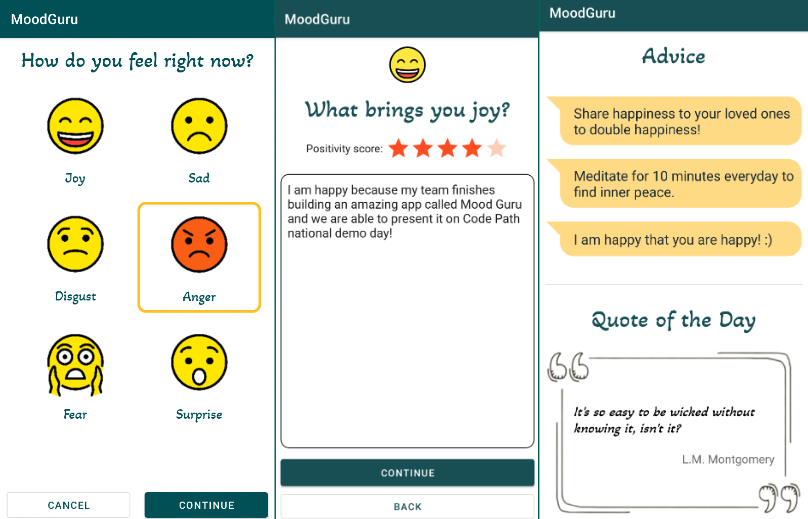 MoodGuru
How do you feel right now?
Joy
Sad
Disgust
Anger
Fear
Surprise
CANCEL
CONTINUE
MoodGuru
What brings you joy?
Positivity score:
I am happy because my team finishes
building an amazing app called Mood Guru
and we are able to present it on Code Path
national demo day!
CONTINUE
BACK
MoodGuru
Advice
Share happiness to your loved ones
to double happiness!
Meditate for 10 minutes everyday to
find inner peace.
I am happy that you are happy! :)
Quote of the Day
It's so easy to be wicked without
knowing it, isn't it?
L.M. Montgomery